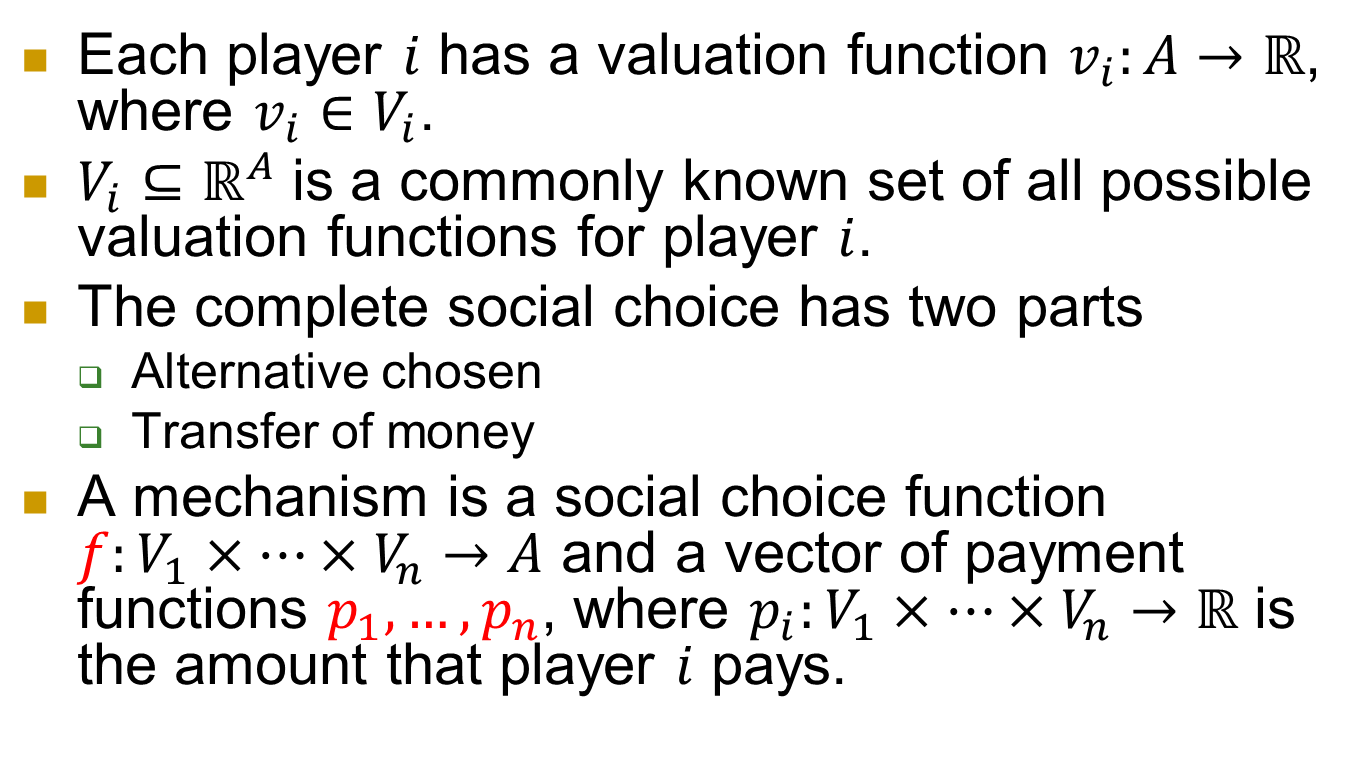 Each player 𝑖 has a valuation function 𝑣ᵢ: 𝐴 → ℝ,
where 𝑣ᵢ ∈ 𝑉ᵢ.
𝑉ᵢ ⊆ ℝᴬ is a commonly known set of all possible
valuation functions for player 𝑖.
The complete social choice has two parts
Alternative chosen
Transfer of money
A mechanism is a social choice function
𝑓: 𝑉₁ × ⋯ × 𝑉ₙ → 𝐴 and a vector of payment
functions 𝑝₁, … , 𝑝ₙ, where 𝑝ᵢ: 𝑉₁ × ⋯ × 𝑉ₙ → ℝ is
the amount that player 𝑖 pays.